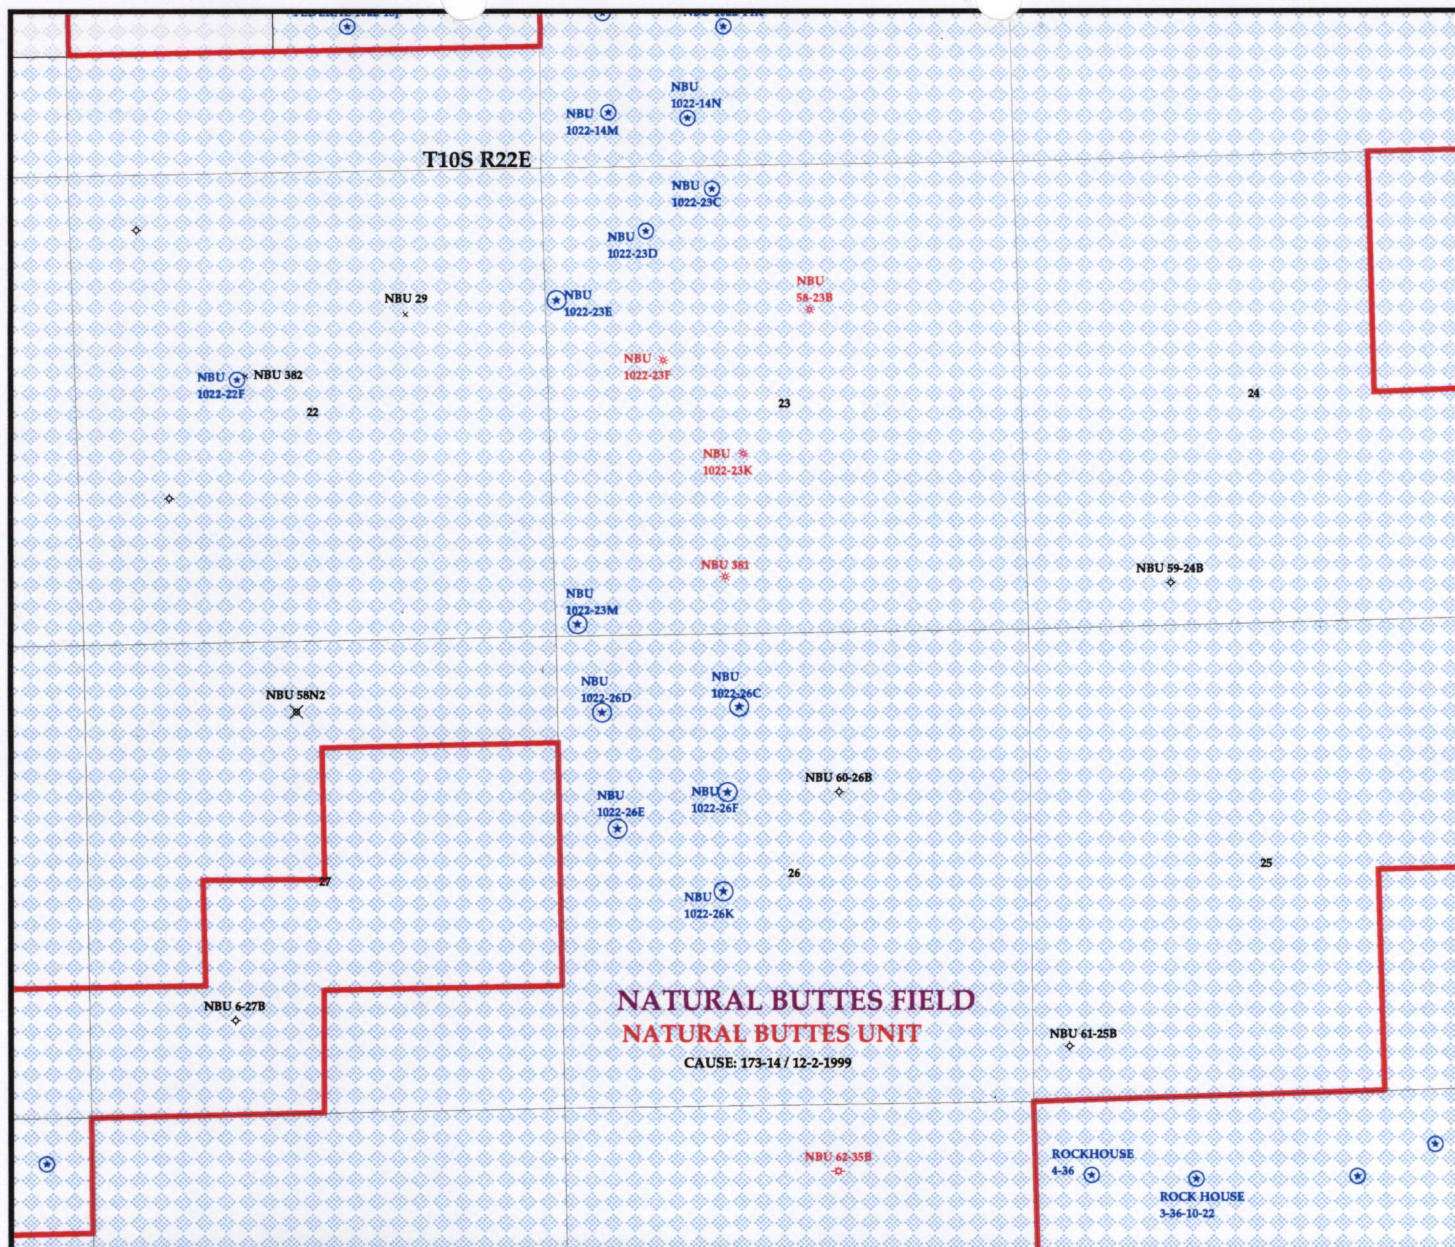 NBU
1022-14N
NBU
1022-14M
T10S R22E
NBU
1022-23C
NBU
1022-23D
NBU
58-23B
NBU 29
NBU
1022-23E
NBU
1022-23F
NBU 382
NBU
1022-22F
22
23
24
NBU
1022-23K
NBU 381
NBU 59-24B
NBU
1022-23M
NBU 58N2
NBU
1022-26D
NBU
1022-26C
NBU 60-26B
NBU
1022-26F
NBU
1022-26E
27
26
25
NBU
1022-26K
NBU 6-27B
NATURAL BUTTES FIELD
NATURAL BUTTES UNIT
CAUSE: 173-14 / 12-2-1999
NBU 61-25B
NBU 62-35B
ROCKHOUSE
4-36
ROCK HOUSE
3-36-10-22